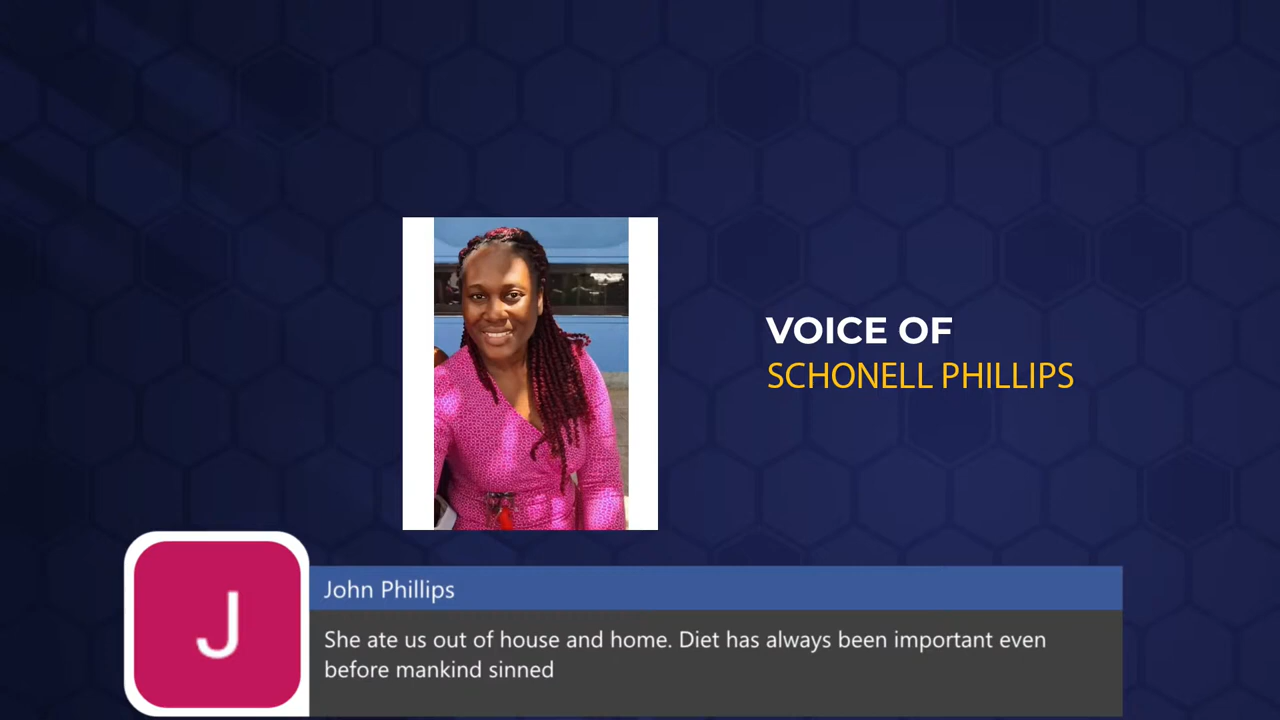 VOICE OF
SCHONELL PHILLIPS
J
John Phillips
She ate us out of house and home. Diet has always been important even
before mankind sinned